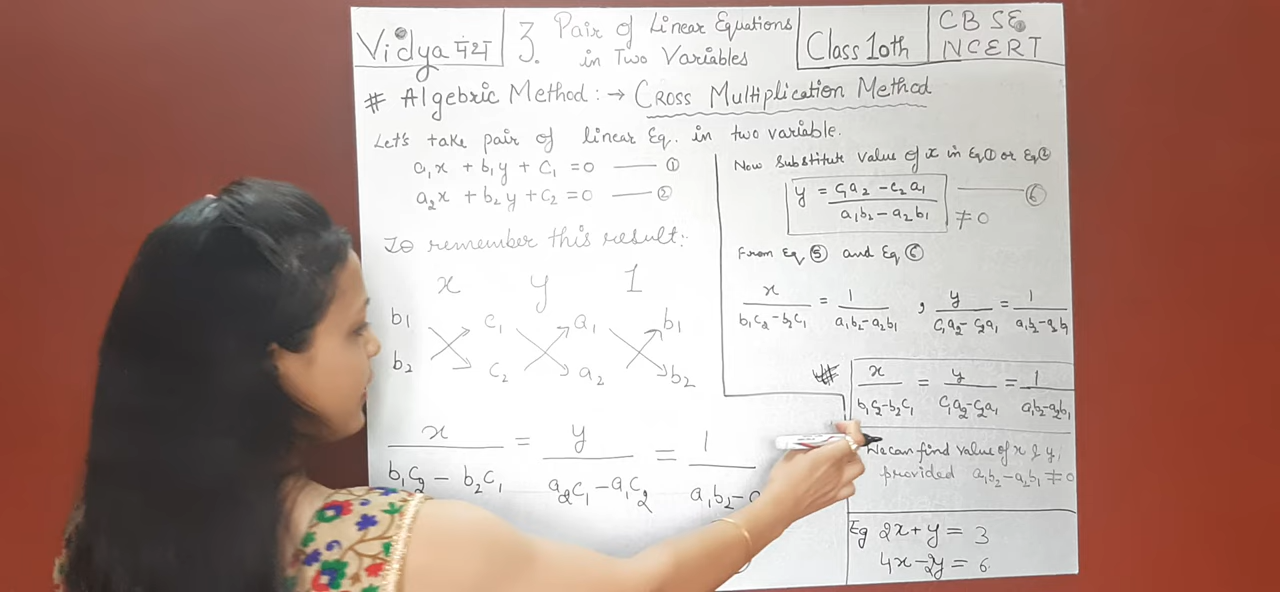 Vidya पंथ
3. Pair of Linear Equations
in Two Variables
Class 10th
CBSE
NCERT
# Algebric Method :→ CROSS Multiplication Method
Let's take pair of linear Eq. in two variable.
a₁x + b₁y + c₁ = 0 —— ①
a₂x + b₂y + c₂ = 0 —— ②
To remember this result:
x y 1
b₁ c₁ a₁ b₁
b₂ c₂ a₂ b₂
x/(b₁c₂ − b₂c₁) = y/(a₂c₁ − a₁c₂) = 1/(a₁b₂ −
Now substitute value of x in Eq ① or Eq ②
y = (c₁a₂ − c₂a₁)/(a₁b₂ − a₂b₁) —— ⑥
≠ 0
From Eq ⑤ and Eq ⑥
x/(b₁c₂ − b₂c₁) = 1/(a₁b₂ − a₂b₁) , y/(c₁a₂ − c₂a₁) = 1/(a₁b₂ − a₂b₁)
x/(b₁c₂ − b₂c₁) = y/(c₁a₂ − c₂a₁) = 1/(a₁b₂ − a₂b₁)
We can find value of x & y,
provided a₁b₂ − a₂b₁ ≠ 0
Eg 2x + y = 3
4x − 2y = 6